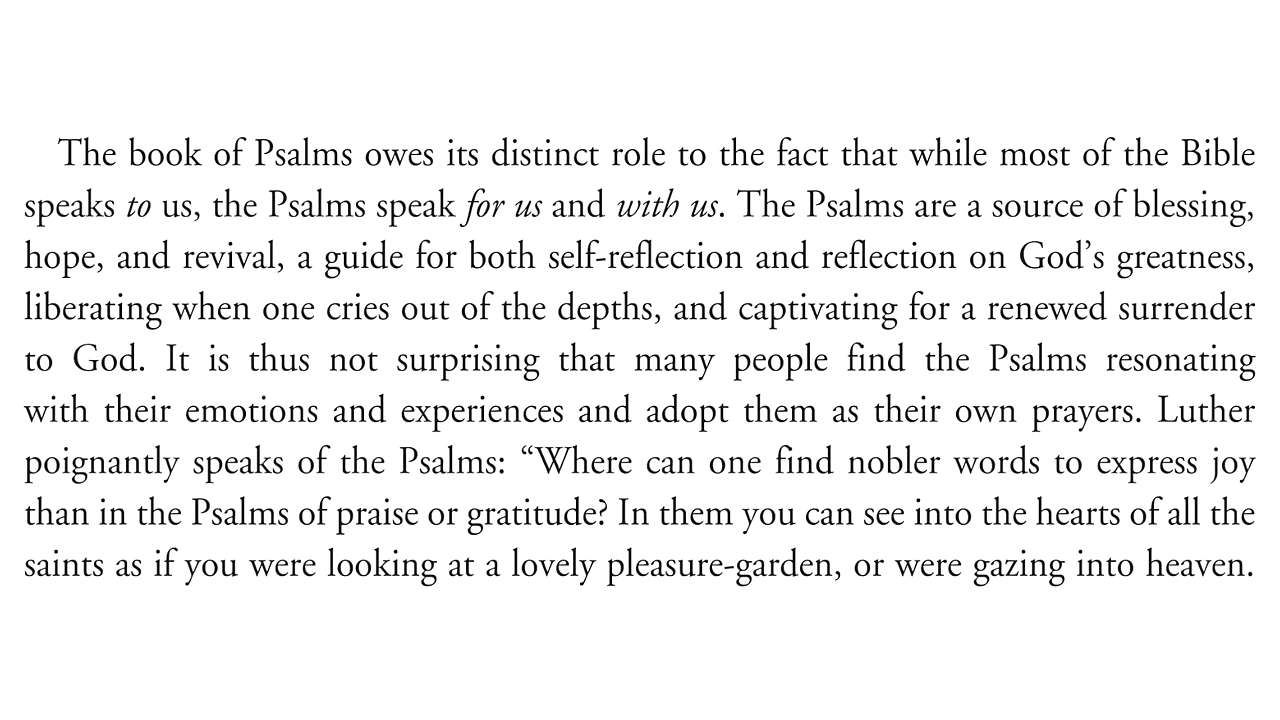 The book of Psalms owes its distinct role to the fact that while most of the Bible
speaks to us, the Psalms speak for us and with us. The Psalms are a source of blessing,
hope, and revival, a guide for both self-reflection and reflection on God’s greatness,
liberating when one cries out of the depths, and captivating for a renewed surrender
to God. It is thus not surprising that many people find the Psalms resonating
with their emotions and experiences and adopt them as their own prayers. Luther
poignantly speaks of the Psalms: “Where can one find nobler words to express joy
than in the Psalms of praise or gratitude? In them you can see into the hearts of all the
saints as if you were looking at a lovely pleasure-garden, or were gazing into heaven.